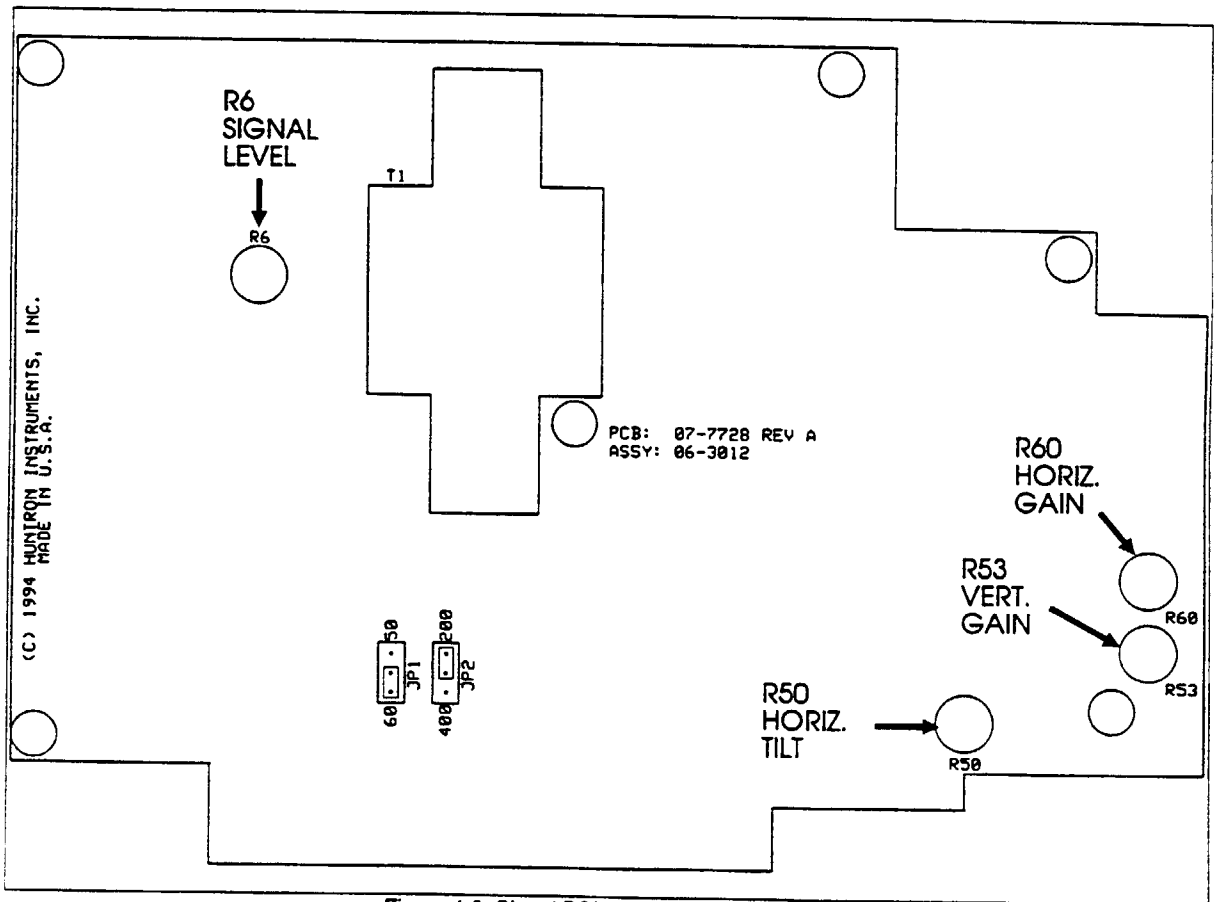 R6
SIGNAL
LEVEL
R6
T1
(C) 1994 HUNTRON INSTRUMENTS, INC.
MADE IN U.S.A.
PCB: 07-7728 REV A
ASSY: 06-3012
R60
HORIZ.
GAIN
R60
R53
VERT.
GAIN
R53
R50
HORIZ.
TILT
R50
50
JP1
60
200
JP2
400